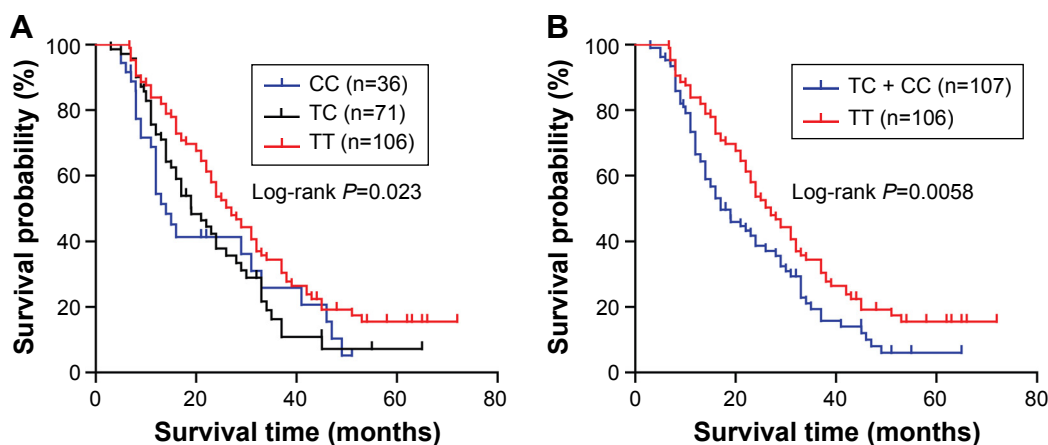 A
Survival probability (%)
100
80
60
40
20
0
0 20 40 60 80
Survival time (months)
CC (n=36)
TC (n=71)
TT (n=106)
Log-rank P=0.023
B
Survival probability (%)
100
80
60
40
20
0
0 20 40 60 80
Survival time (months)
TC + CC (n=107)
TT (n=106)
Log-rank P=0.0058